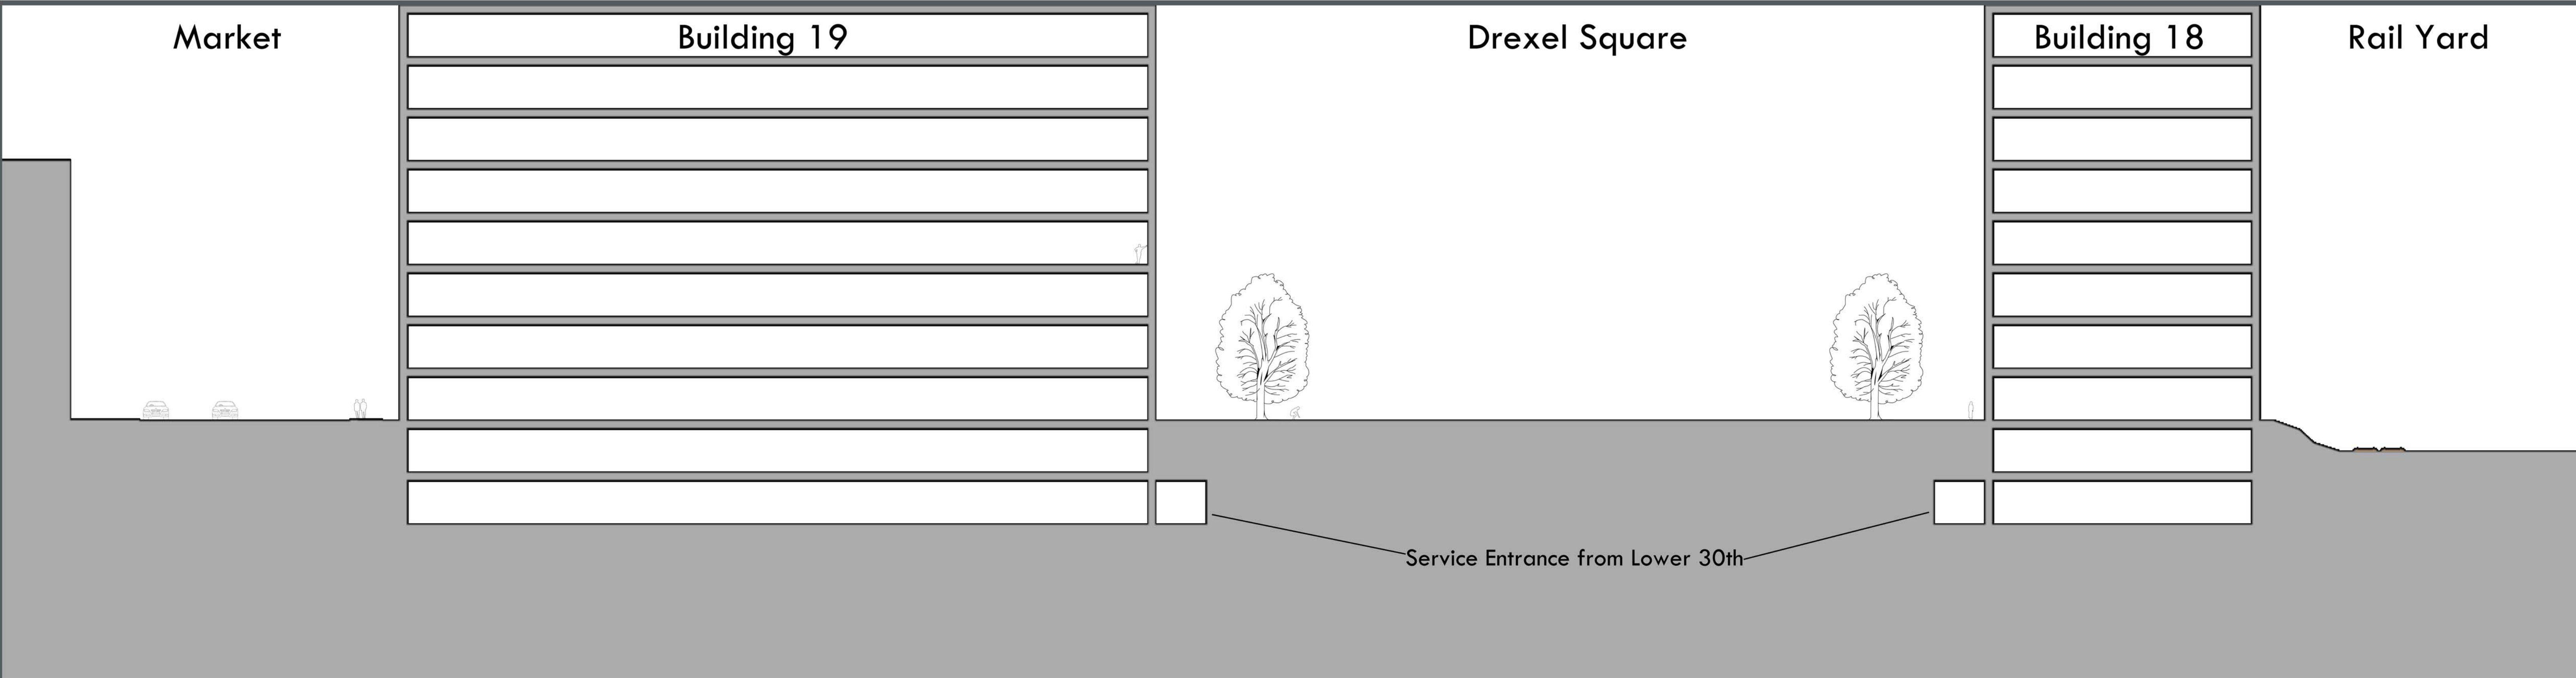 Market
Building 19
Drexel Square
Building 18
Rail Yard
Service Entrance from Lower 30th